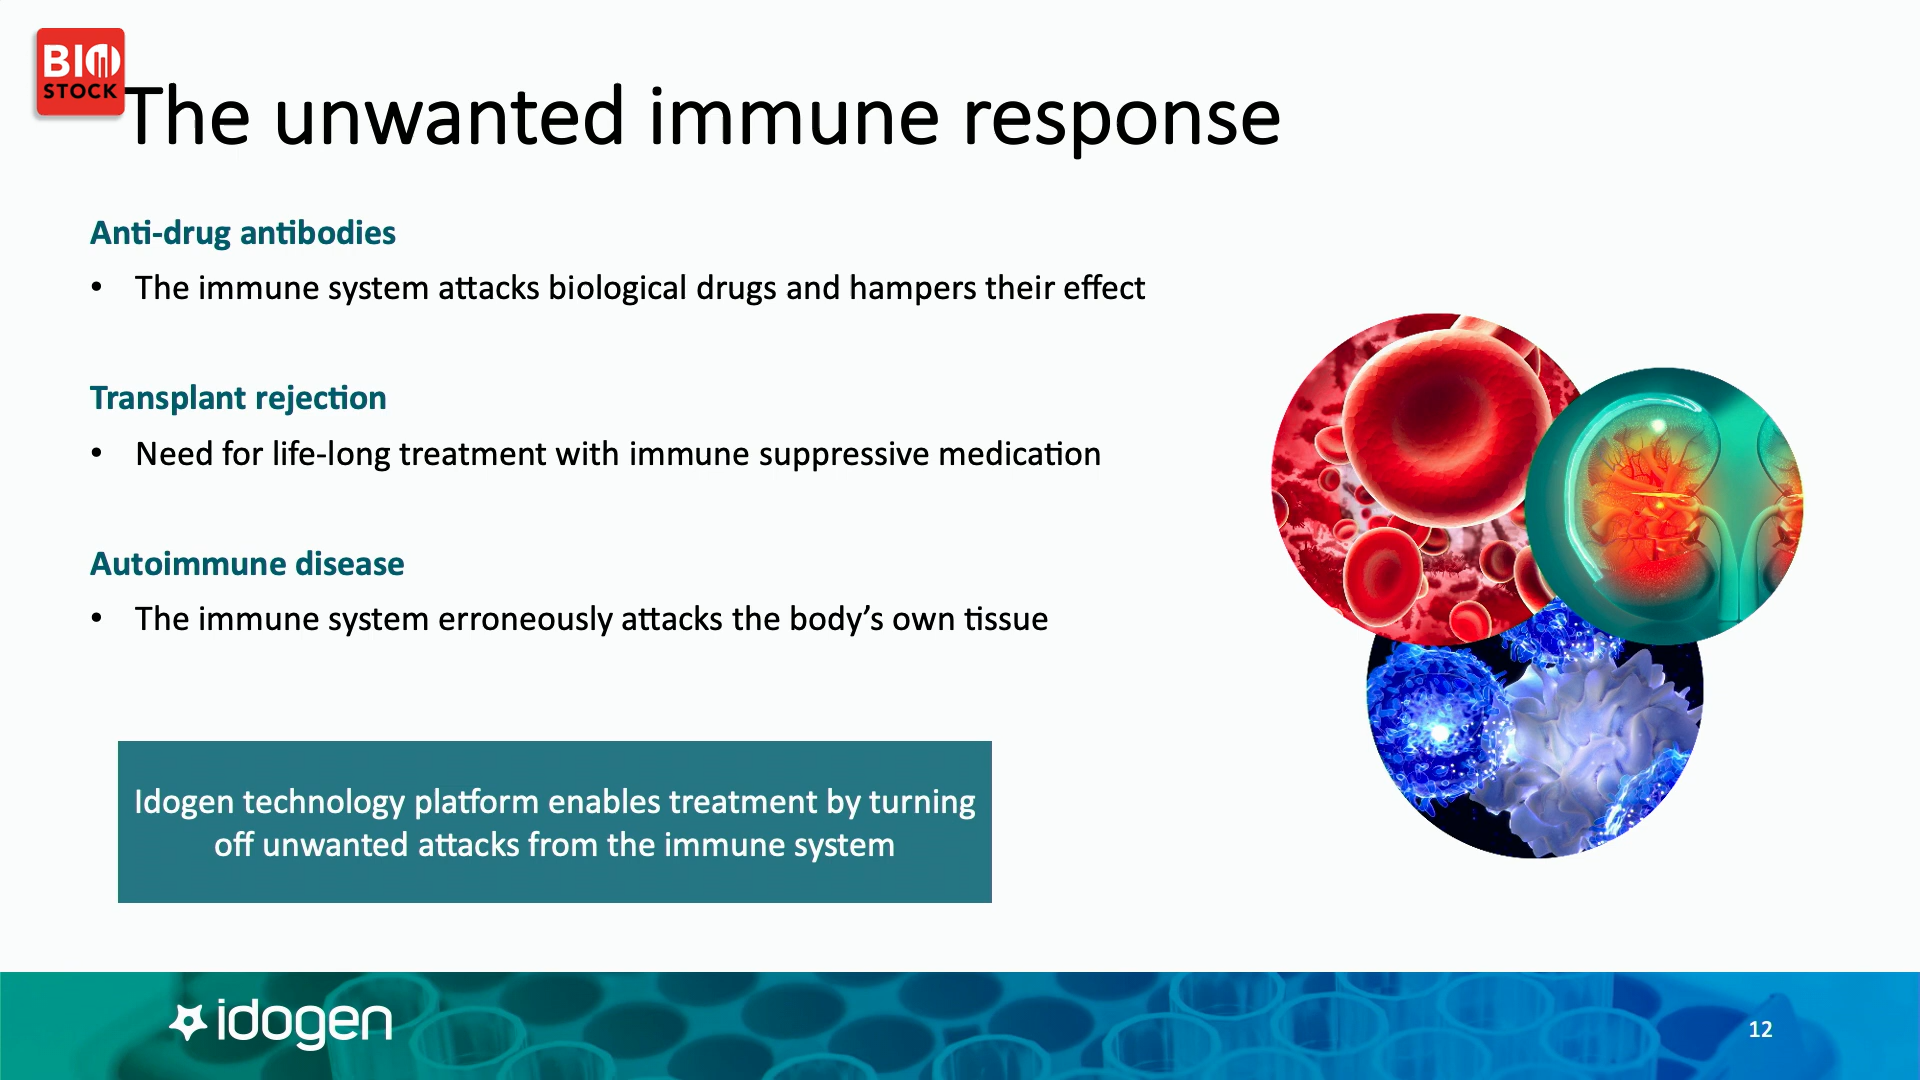 BIO
STOCK
The unwanted immune response
Anti-drug antibodies
• The immune system attacks biological drugs and hampers their effect
Transplant rejection
• Need for life-long treatment with immune suppressive medication
Autoimmune disease
• The immune system erroneously attacks the body’s own tissue
Idogen technology platform enables treatment by turning
off unwanted attacks from the immune system
idogen
12